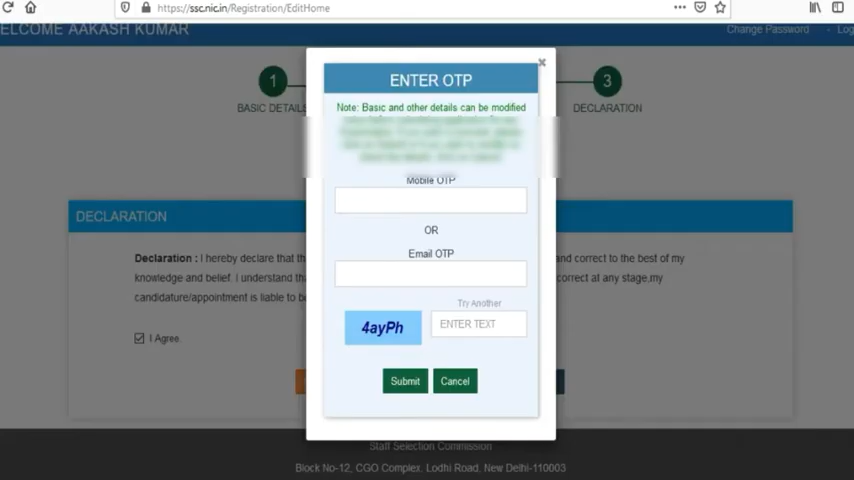 https://ssc.nic.in/Registration/EditHome
ELCOME AAKASH KUMAR
Change Password
Log
ENTER OTP
1
3
BASIC DETAILS
DECLARATION
Note: Basic and other details can be modified
Mobile OTP
OR
Email OTP
Try Another
4ayPh
ENTER TEXT
Submit
Cancel
DECLARATION
Declaration : I hereby declare that th
and correct to the best of my
knowledge and belief. I understand tha
correct at any stage,my
candidature/appointment is liable to be
I Agree.
Staff Selection Commission
Block No-12, CGO Complex, Lodhi Road, New Delhi-110003